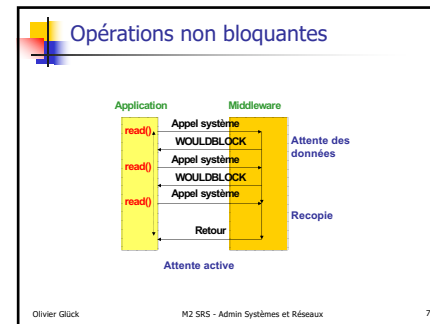 Opérations non bloquantes
Application Middleware
read() Appel système
WOULDBLOCK
Attente des
données
read() Appel système
WOULDBLOCK
read() Appel système
Recopie
Retour
Attente active
Olivier Glück M2 SRS - Admin Systèmes et Réseaux 7